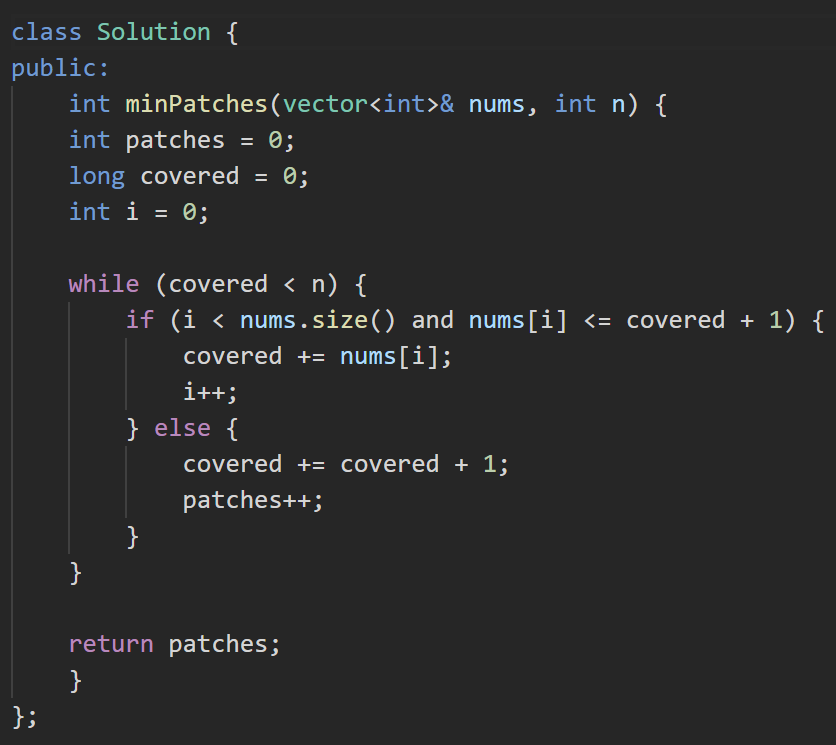 class Solution {
public:
    int minPatches(vector<int>& nums, int n) {
    int patches = 0;
    long covered = 0;
    int i = 0;

    while (covered < n) {
        if (i < nums.size() and nums[i] <= covered + 1) {
            covered += nums[i];
            i++;
        } else {
            covered += covered + 1;
            patches++;
        }
    }

    return patches;
    }
};